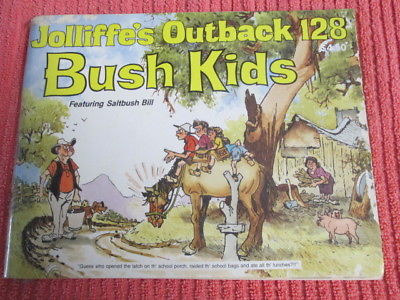 Jolliffe's Outback 128
$4.50
Bush Kids
Featuring Saltbush Bill
"Guess who opened the latch on th' school porch, raided th' school bags and ate all th' lunches?!!"